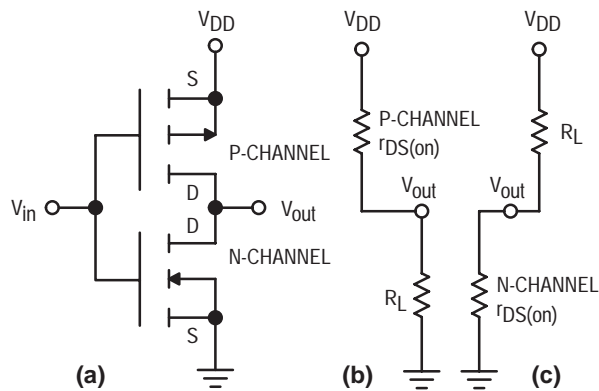 VDD
S
P-CHANNEL
D
Vin
Vout
D
N-CHANNEL
S
(a)
VDD
P-CHANNEL
rDS(on)
Vout
RL
(b)
VDD
RL
Vout
N-CHANNEL
rDS(on)
(c)